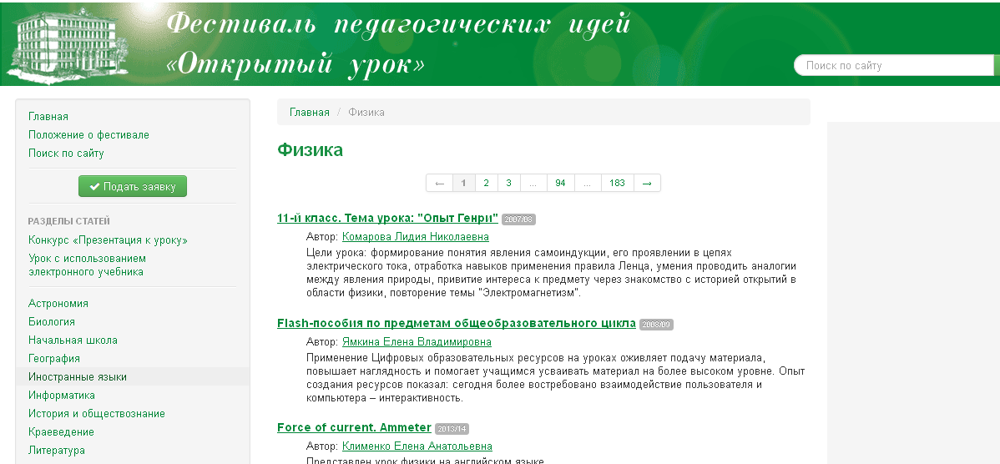 Фестиваль педагогических идей
«Открытый урок»
Поиск по сайту
Главная
Положение о фестивале
Поиск по сайту
Подать заявку
РАЗДЕЛЫ СТАТЕЙ
Конкурс «Презентация к уроку»
Урок с использованием
электронного учебника
Астрономия
Биология
Начальная школа
География
Иностранные языки
Информатика
История и обществознание
Краеведение
Литература
Главная / Физика
Физика
← 1 2 3 ... 94 ... 183 →
11-й класс. Тема урока: "Опыт Генри" 2007/08
Автор: Комарова Лидия Николаевна
Цели урока: формирование понятия явления самоиндукции, его проявлении в цепях
электрического тока, отработка навыков применения правила Ленца, умения проводить аналогии
между явления природы, привитие интереса к предмету через знакомство с историей открытий в
области физики, повторение темы "Электромагнетизм".
Flash-пособия по предметам общеобразовательного цикла 2008/09
Автор: Ямкина Елена Владимировна
Применение Цифровых образовательных ресурсов на уроках оживляет подачу материала,
повышает наглядность и помогает учащимся усваивать материал на более высоком уровне. Опыт
создания ресурсов показал: сегодня более востребовано взаимодействие пользователя и
компьютера – интерактивность.
Force of current. Ammeter 2013/14
Автор: Клименко Елена Анатольевна
Представлен урок физики на английском языке